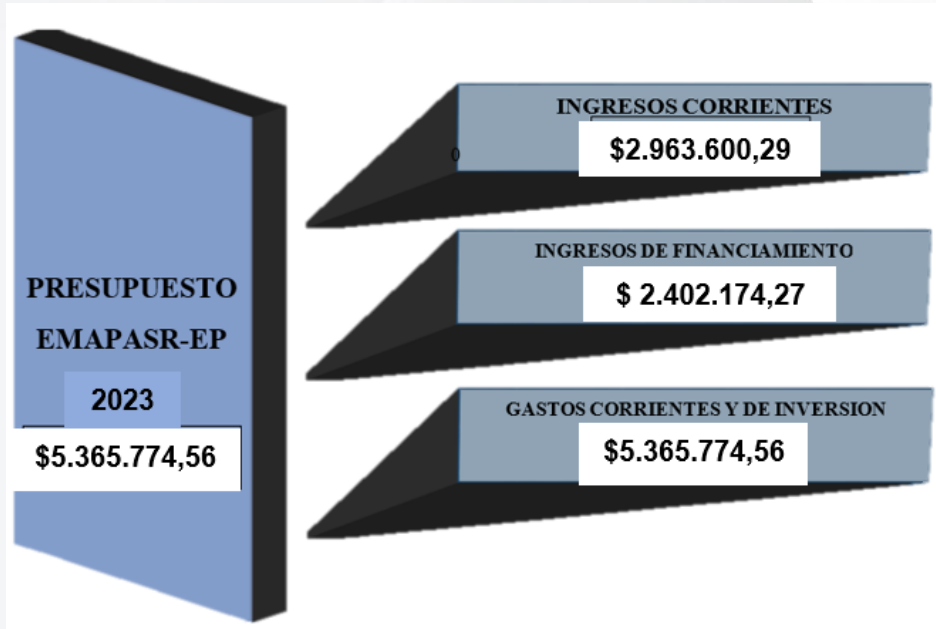 PRESUPUESTO
EMAPASR-EP
2023
$5.365.774,56
INGRESOS CORRIENTES
$2.963.600,29
0
INGRESOS DE FINANCIAMIENTO
$ 2.402.174,27
GASTOS CORRIENTES Y DE INVERSION
$5.365.774,56